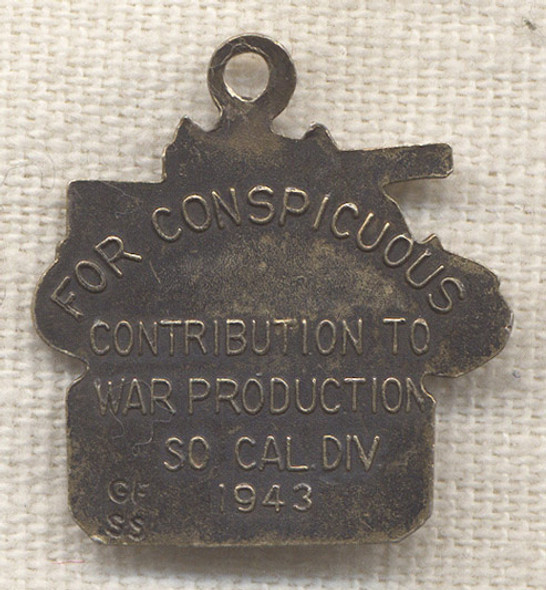 FOR CONSPICUOUS
CONTRIBUTION TO
WAR PRODUCTION
SO CAL. DIV.
1943
GF
SS